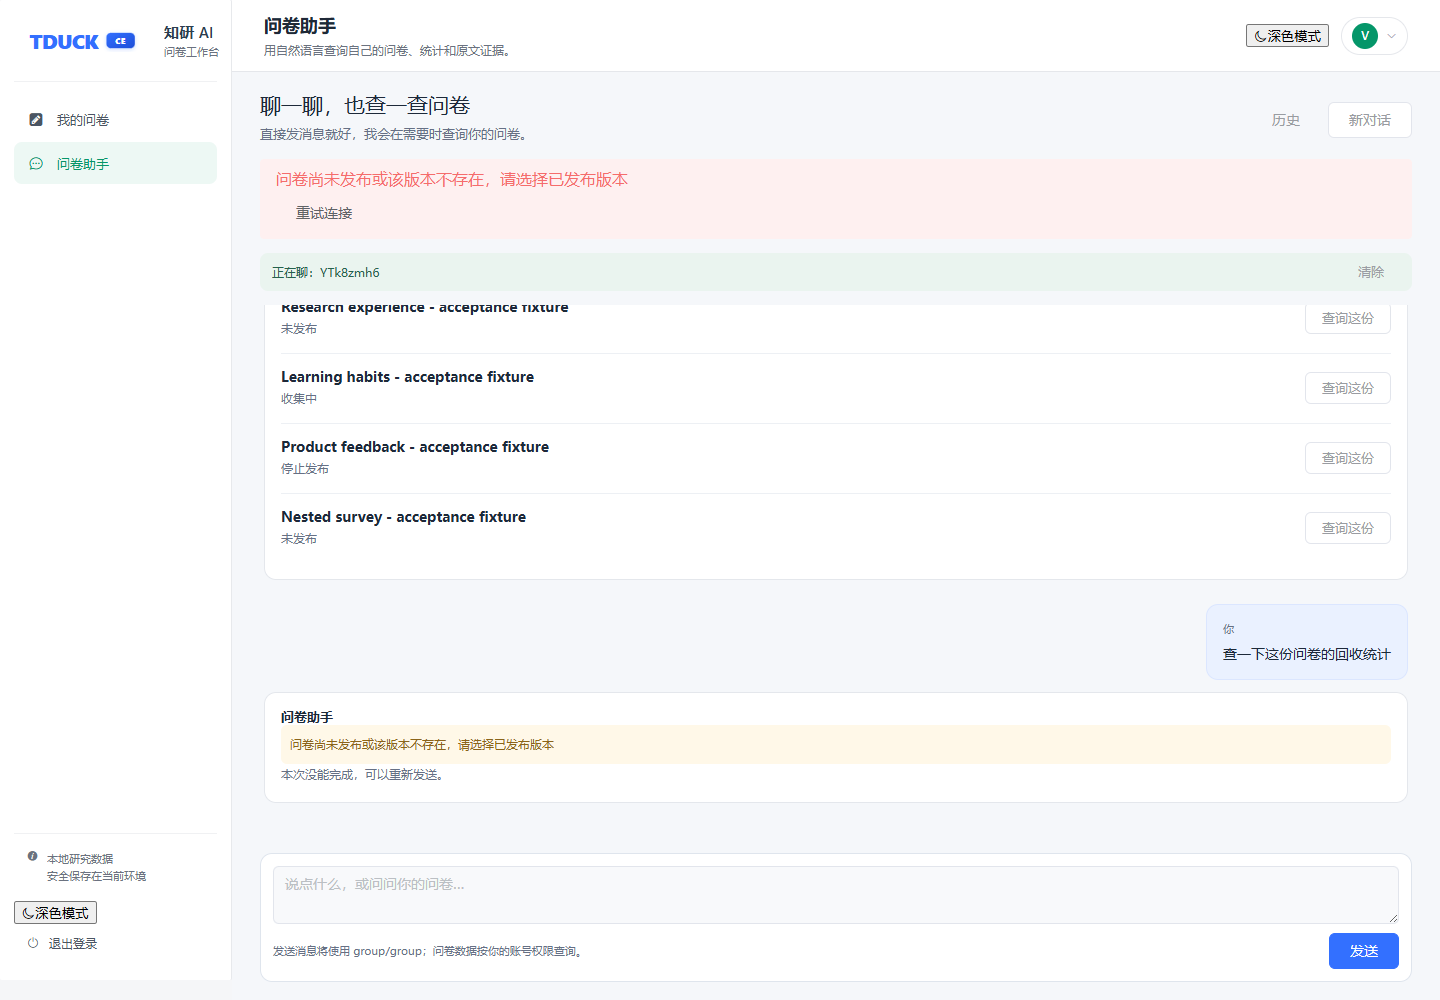 TDUCK CE
知研 AI
问卷工作台
我的问卷
问卷助手
本地研究数据
安全保存在当前环境
深色模式
退出登录
问卷助手
用自然语言查询自己的问卷、统计和原文证据。
深色模式
V
聊一聊，也查一查问卷
直接发消息就好，我会在需要时查询你的问卷。
历史
新对话
问卷尚未发布或该版本不存在，请选择已发布版本
重试连接
正在聊：YTk8zmh6
清除
Research experience - acceptance fixture
未发布
查询这份
Learning habits - acceptance fixture
收集中
查询这份
Product feedback - acceptance fixture
停止发布
查询这份
Nested survey - acceptance fixture
未发布
查询这份
你
查一下这份问卷的回收统计
问卷助手
问卷尚未发布或该版本不存在，请选择已发布版本
本次没能完成，可以重新发送。
说点什么，或问问你的问卷...
发送消息将使用 group/group；问卷数据按你的账号权限查询。
发送